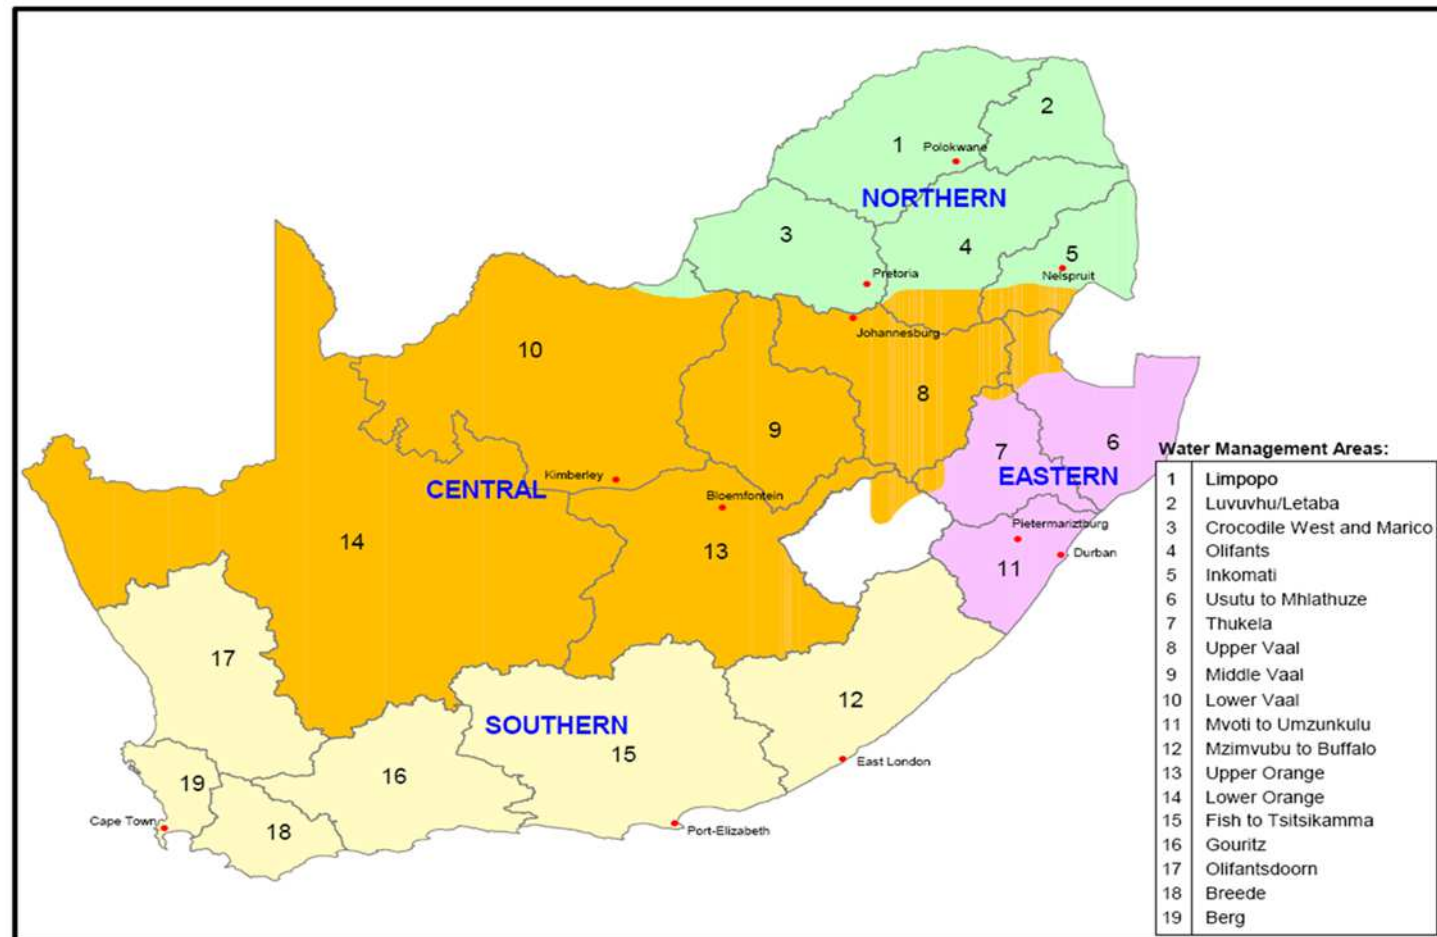 2
1
Polokwane
NORTHERN
3
4
5
Nelspruit
Pretoria
Johannesburg
10
8
9
7
6
EASTERN
Kimberley
CENTRAL
Bloemfontein
Pietermariztburg
14
13
Durban
11
17
12
SOUTHERN
15
East London
16
19
Cape Town
18
Port-Elizabeth
Water Management Areas:
1 Limpopo
2 Luvuvhu/Letaba
3 Crocodile West and Marico
4 Olifants
5 Inkomati
6 Usutu to Mhlathuze
7 Thukela
8 Upper Vaal
9 Middle Vaal
10 Lower Vaal
11 Mvoti to Umzunkulu
12 Mzimvubu to Buffalo
13 Upper Orange
14 Lower Orange
15 Fish to Tsitsikamma
16 Gouritz
17 Olifantsdoorn
18 Breede
19 Berg